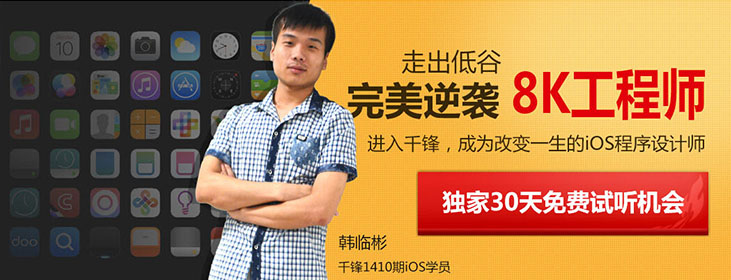 走出低谷
完美逆袭 8K工程师
进入千锋，成为改变一生的iOS程序设计师
独家30天免费试听机会
韩临彬
千锋1410期iOS学员
10
doo